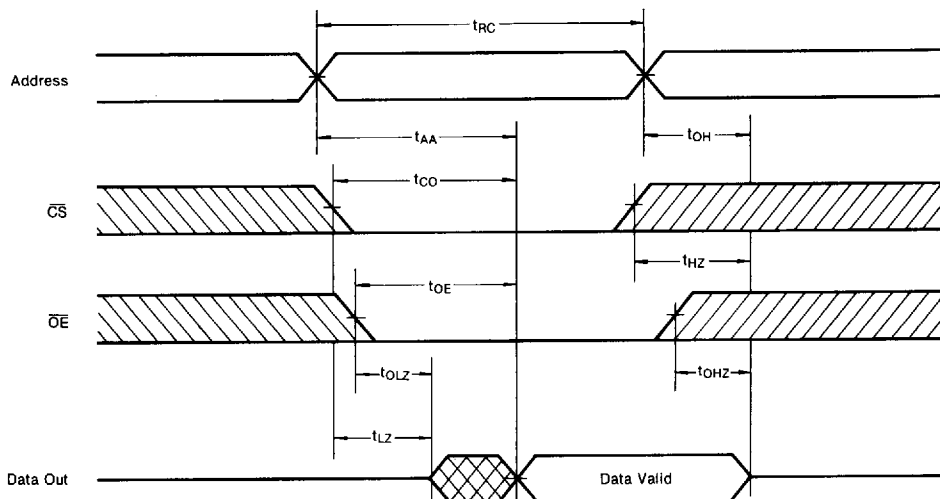 tRC
Address
tAA
tOH
tCO
CS
tHZ
tOE
OE
tOLZ
tOHZ
tLZ
Data Out
Data Valid